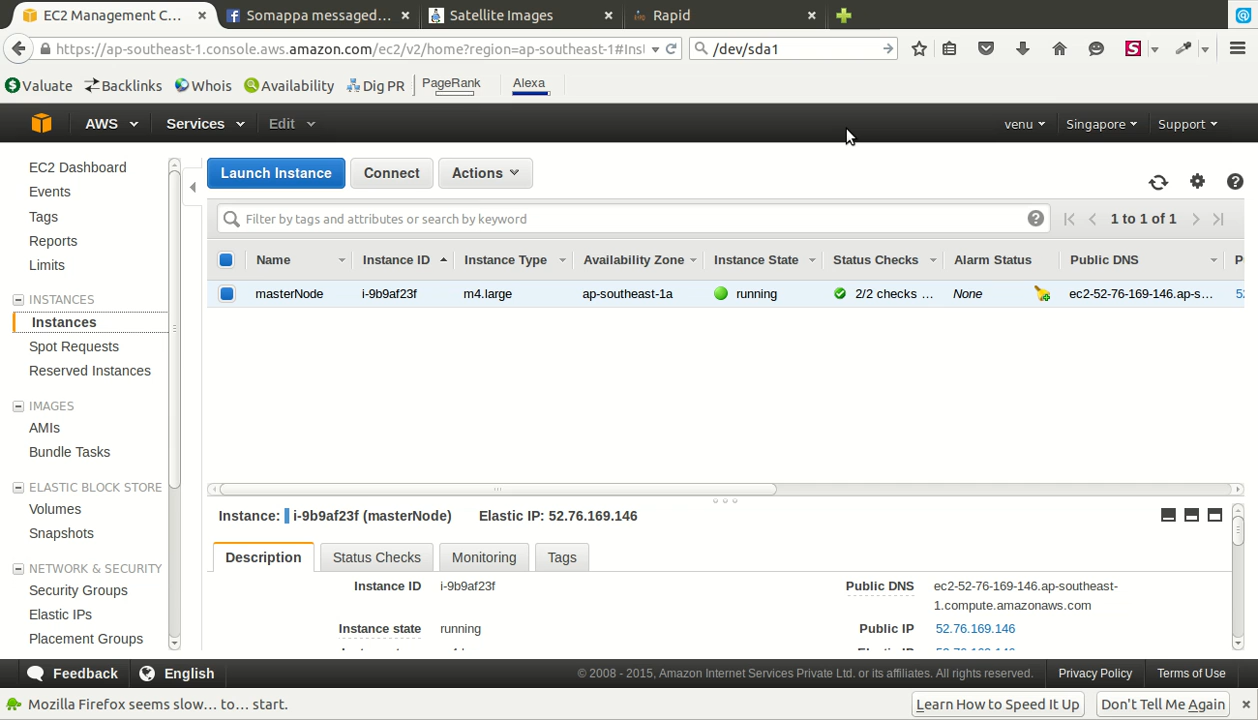 EC2 Management C...
Somappa messaged...
Satellite Images
Rapid
https://ap-southeast-1.console.aws.amazon.com/ec2/v2/home?region=ap-southeast-1#Ins
/dev/sda1
S
Valuate
Backlinks
Whois
Availability
Dig PR
PageRank
Alexa
AWS
Services
Edit
venu
Singapore
Support
EC2 Dashboard
Events
Tags
Reports
Limits
INSTANCES
Instances
Spot Requests
Reserved Instances
IMAGES
AMIs
Bundle Tasks
ELASTIC BLOCK STORE
Volumes
Snapshots
NETWORK & SECURITY
Security Groups
Elastic IPs
Placement Groups
Launch Instance
Connect
Actions
Filter by tags and attributes or search by keyword
1 to 1 of 1
Name Instance ID Instance Type Availability Zone Instance State Status Checks Alarm Status Public DNS P
masterNode i-9b9af23f m4.large ap-southeast-1a running 2/2 checks ... None ec2-52-76-169-146.ap-s... 52
Instance: i-9b9af23f (masterNode) Elastic IP: 52.76.169.146
Description
Status Checks
Monitoring
Tags
Instance ID i-9b9af23f
Public DNS ec2-52-76-169-146.ap-southeast-
1.compute.amazonaws.com
Instance state running
Public IP 52.76.169.146
Feedback
English
© 2008 - 2015, Amazon Internet Services Private Ltd. or its affiliates. All rights reserved.
Privacy Policy
Terms of Use
Mozilla Firefox seems slow... to... start.
Learn How to Speed It Up
Don't Tell Me Again